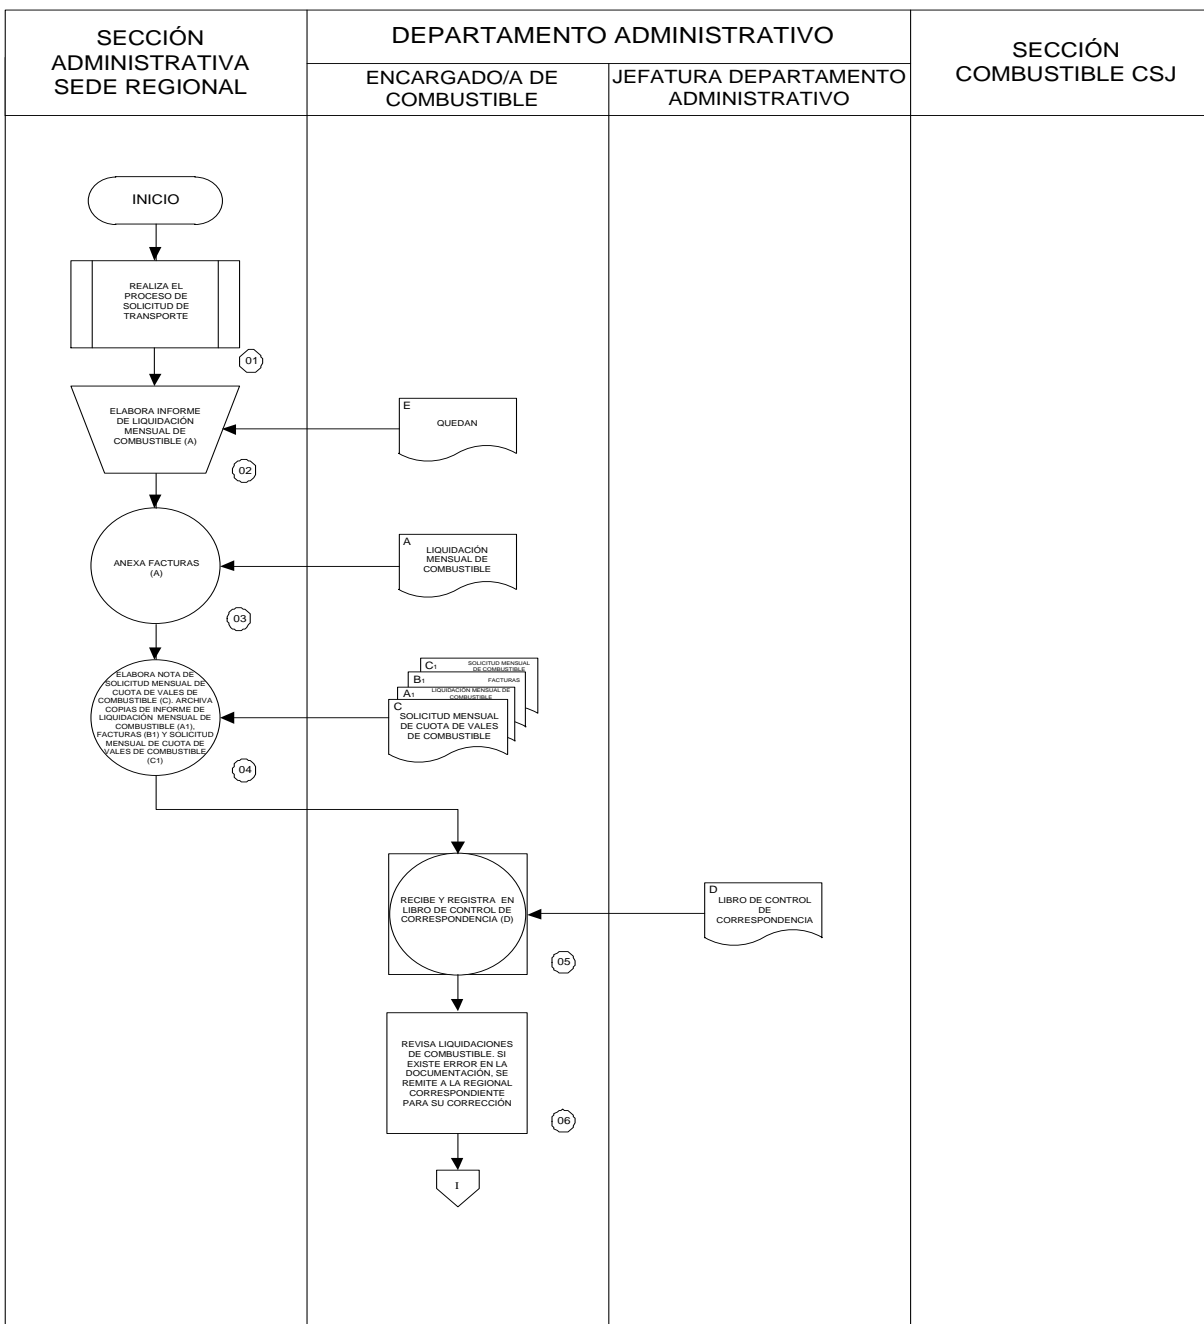 SECCIÓN
ADMINISTRATIVA
SEDE REGIONAL
DEPARTAMENTO ADMINISTRATIVO
ENCARGADO/A DE
COMBUSTIBLE
JEFATURA DEPARTAMENTO
ADMINISTRATIVO
SECCIÓN
COMBUSTIBLE CSJ
INICIO
REALIZA EL
PROCESO DE
SOLICITUD DE
TRANSPORTE
01
ELABORA INFORME
DE LIQUIDACIÓN
MENSUAL DE
COMBUSTIBLE (A)
02
E
QUEDAN
ANEXA FACTURAS
(A)
03
A
LIQUIDACIÓN
MENSUAL DE
COMBUSTIBLE
ELABORA NOTA DE
SOLICITUD MENSUAL DE
CUOTA DE VALES DE
COMBUSTIBLE (C). ARCHIVA
COPIAS DE INFORME DE
LIQUIDACIÓN MENSUAL DE
COMBUSTIBLE (A1),
FACTURAS (B1) Y SOLICITUD
MENSUAL DE CUOTA DE
VALES DE COMBUSTIBLE
(C1)
04
C1
SOLICITUD MENSUAL
DE COMBUSTIBLE
B1
FACTURAS
A1
LIQUIDACIÓN MENSUAL DE
COMBUSTIBLE
C
SOLICITUD MENSUAL
DE CUOTA DE VALES
DE COMBUSTIBLE
RECIBE Y REGISTRA EN
LIBRO DE CONTROL DE
CORRESPONDENCIA (D)
05
D
LIBRO DE CONTROL
DE
CORRESPONDENCIA
REVISA LIQUIDACIONES
DE COMBUSTIBLE. SI
EXISTE ERROR EN LA
DOCUMENTACIÓN, SE
REMITE A LA REGIONAL
CORRESPONDIENTE
PARA SU CORRECCIÓN
06
I